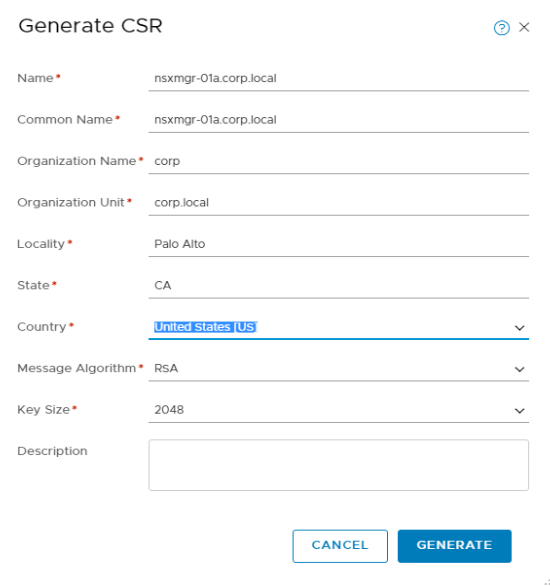 Generate CSR
Name* nsxmgr-01a.corp.local
Common Name* nsxmgr-01a.corp.local
Organization Name* corp
Organization Unit* corp.local
Locality* Palo Alto
State* CA
Country* United States [US]
Message Algorithm* RSA
Key Size* 2048
Description
CANCEL GENERATE